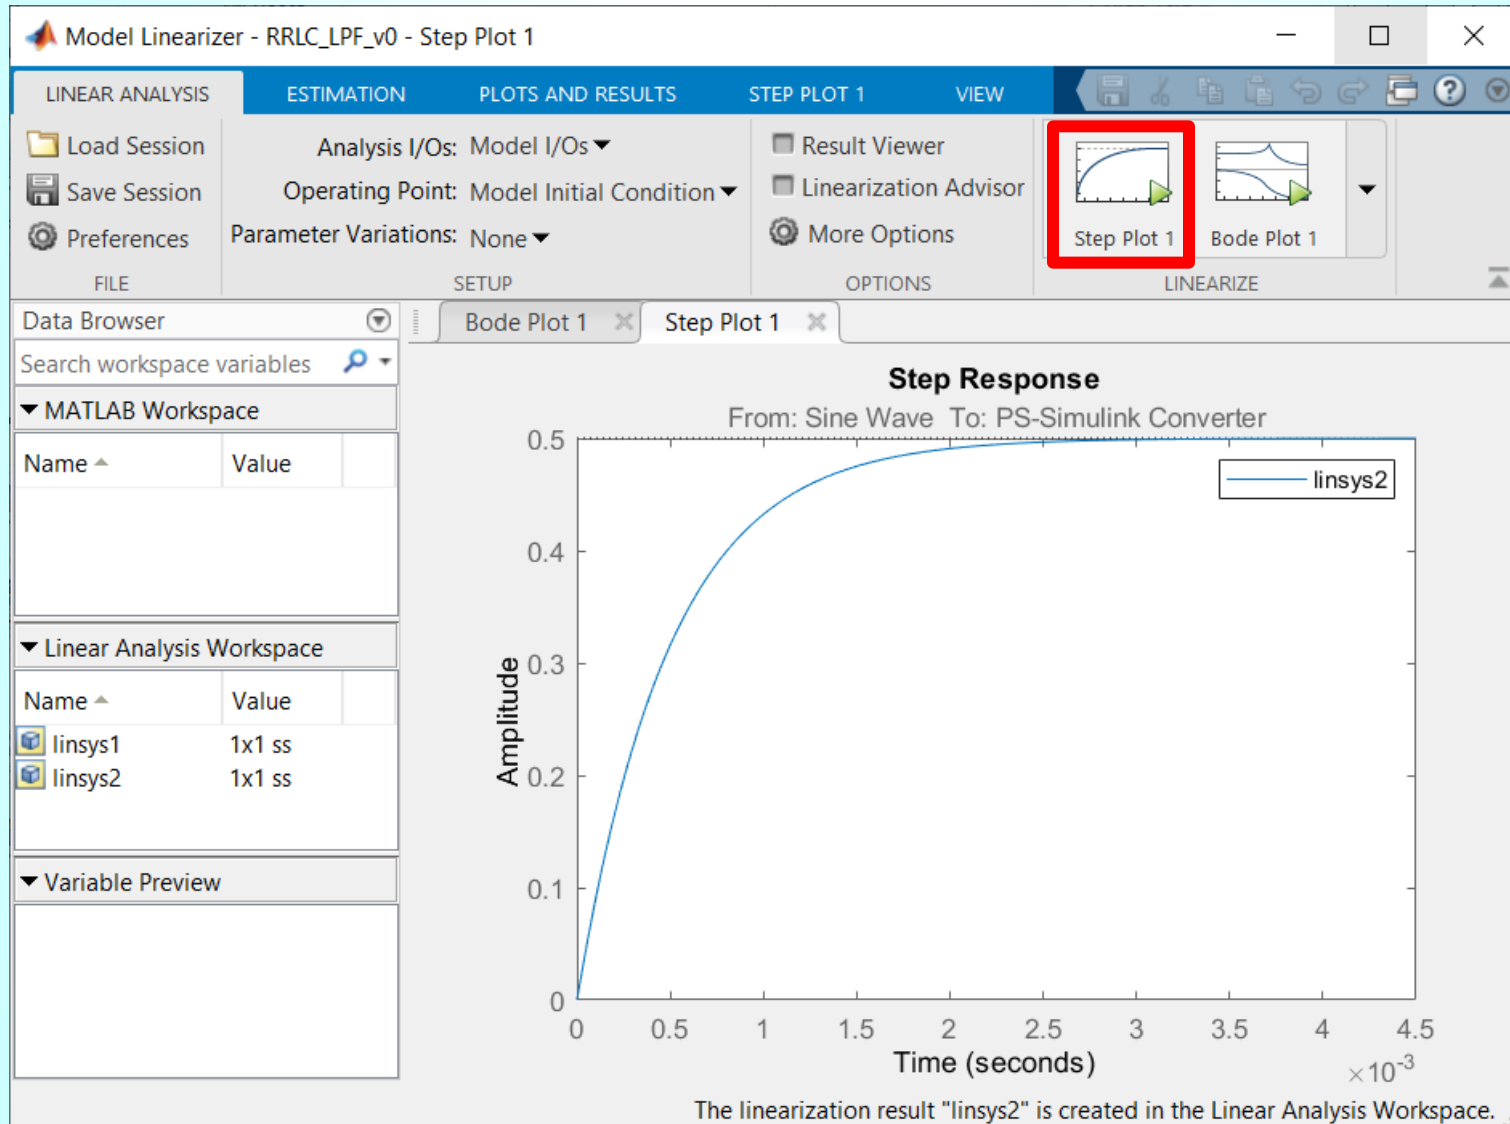 Model Linearizer - RRLC_LPF_v0 - Step Plot 1
LINEAR ANALYSIS ESTIMATION PLOTS AND RESULTS STEP PLOT 1 VIEW
Load Session
Save Session
Preferences
FILE
Analysis I/Os: Model I/Os
Operating Point: Model Initial Condition
Parameter Variations: None
SETUP
Result Viewer
Linearization Advisor
More Options
OPTIONS
Step Plot 1 Bode Plot 1
LINEARIZE
Data Browser
Search workspace variables
MATLAB Workspace
Name Value
Linear Analysis Workspace
Name Value
linsys1 1x1 ss
linsys2 1x1 ss
Variable Preview
Bode Plot 1 Step Plot 1
Step Response
From: Sine Wave To: PS-Simulink Converter
linsys2
Amplitude
0.5
0.4
0.3
0.2
0.1
0
0 0.5 1 1.5 2 2.5 3 3.5 4 4.5
Time (seconds)
×10-3
The linearization result "linsys2" is created in the Linear Analysis Workspace.